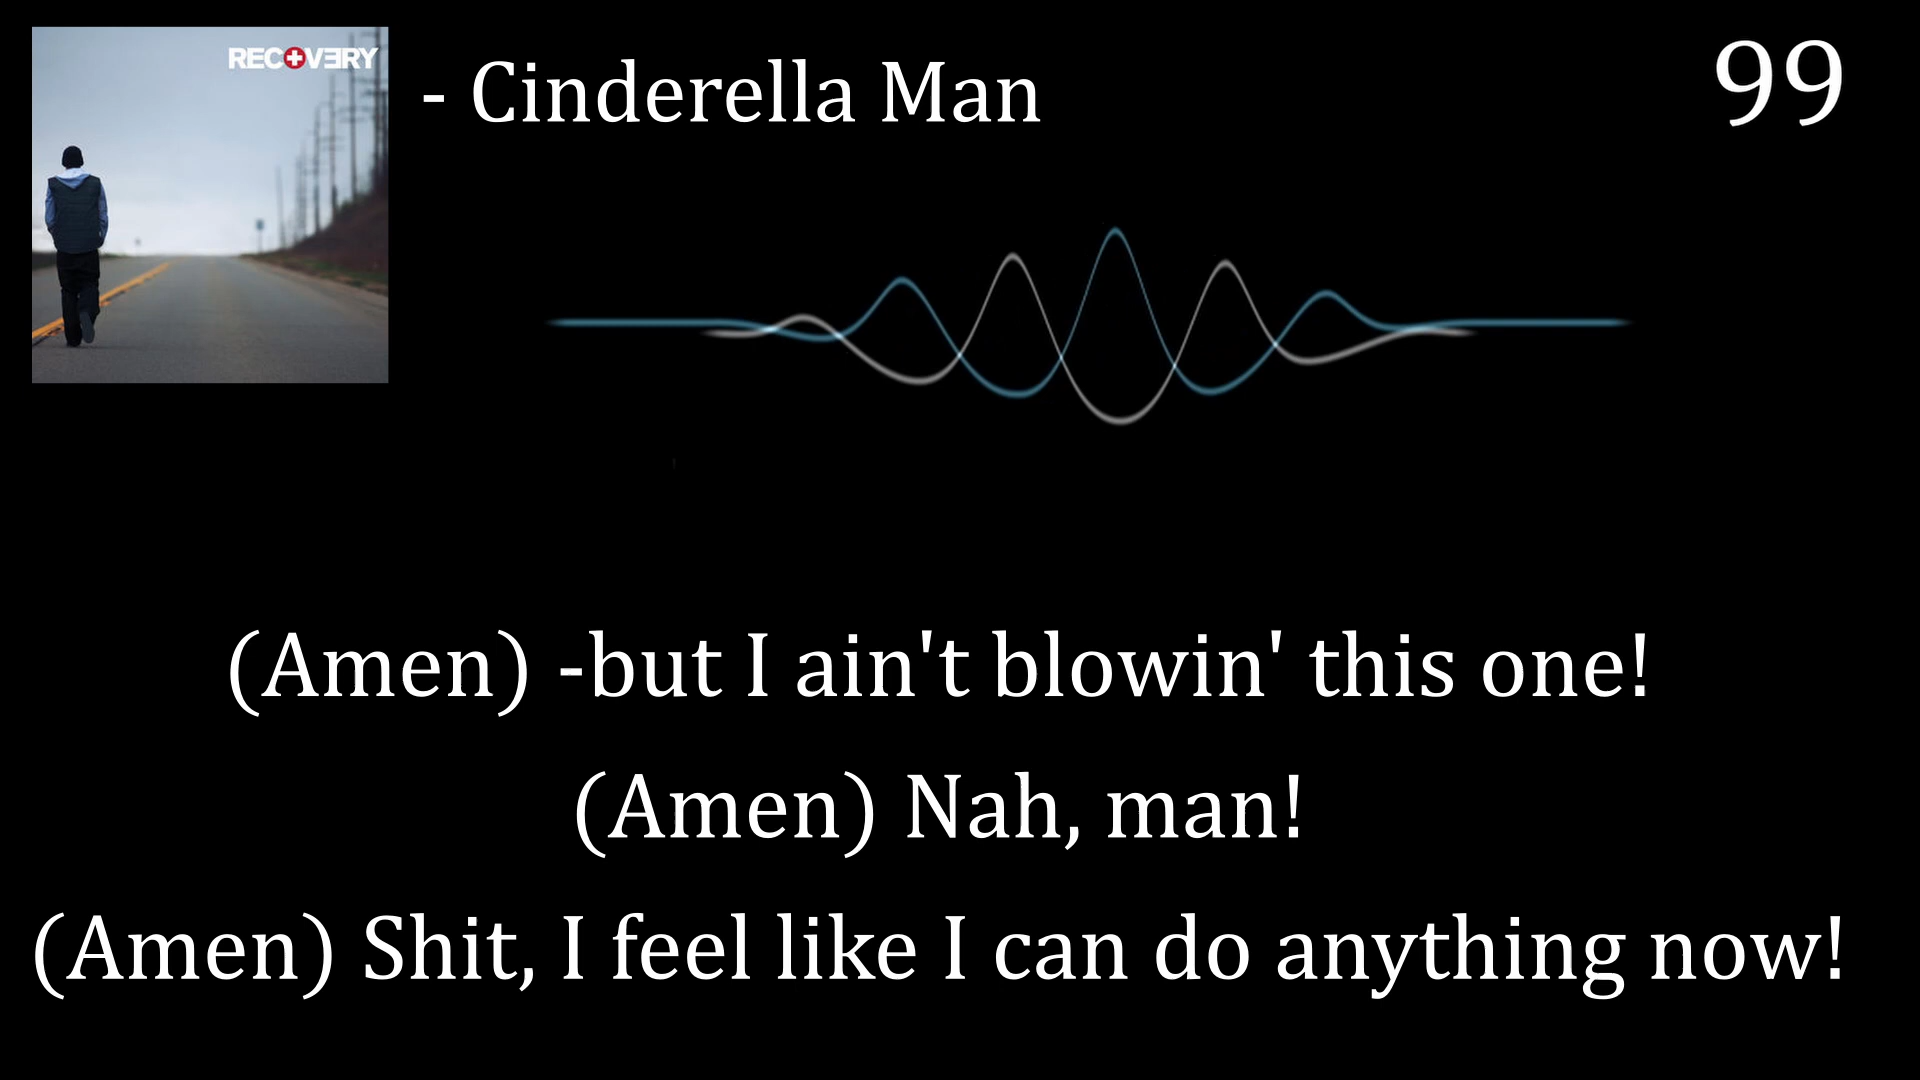 RECOVERY
- Cinderella Man
99
(Amen) -but I ain't blowin' this one!
(Amen) Nah, man!
(Amen) Shit, I feel like I can do anything now!